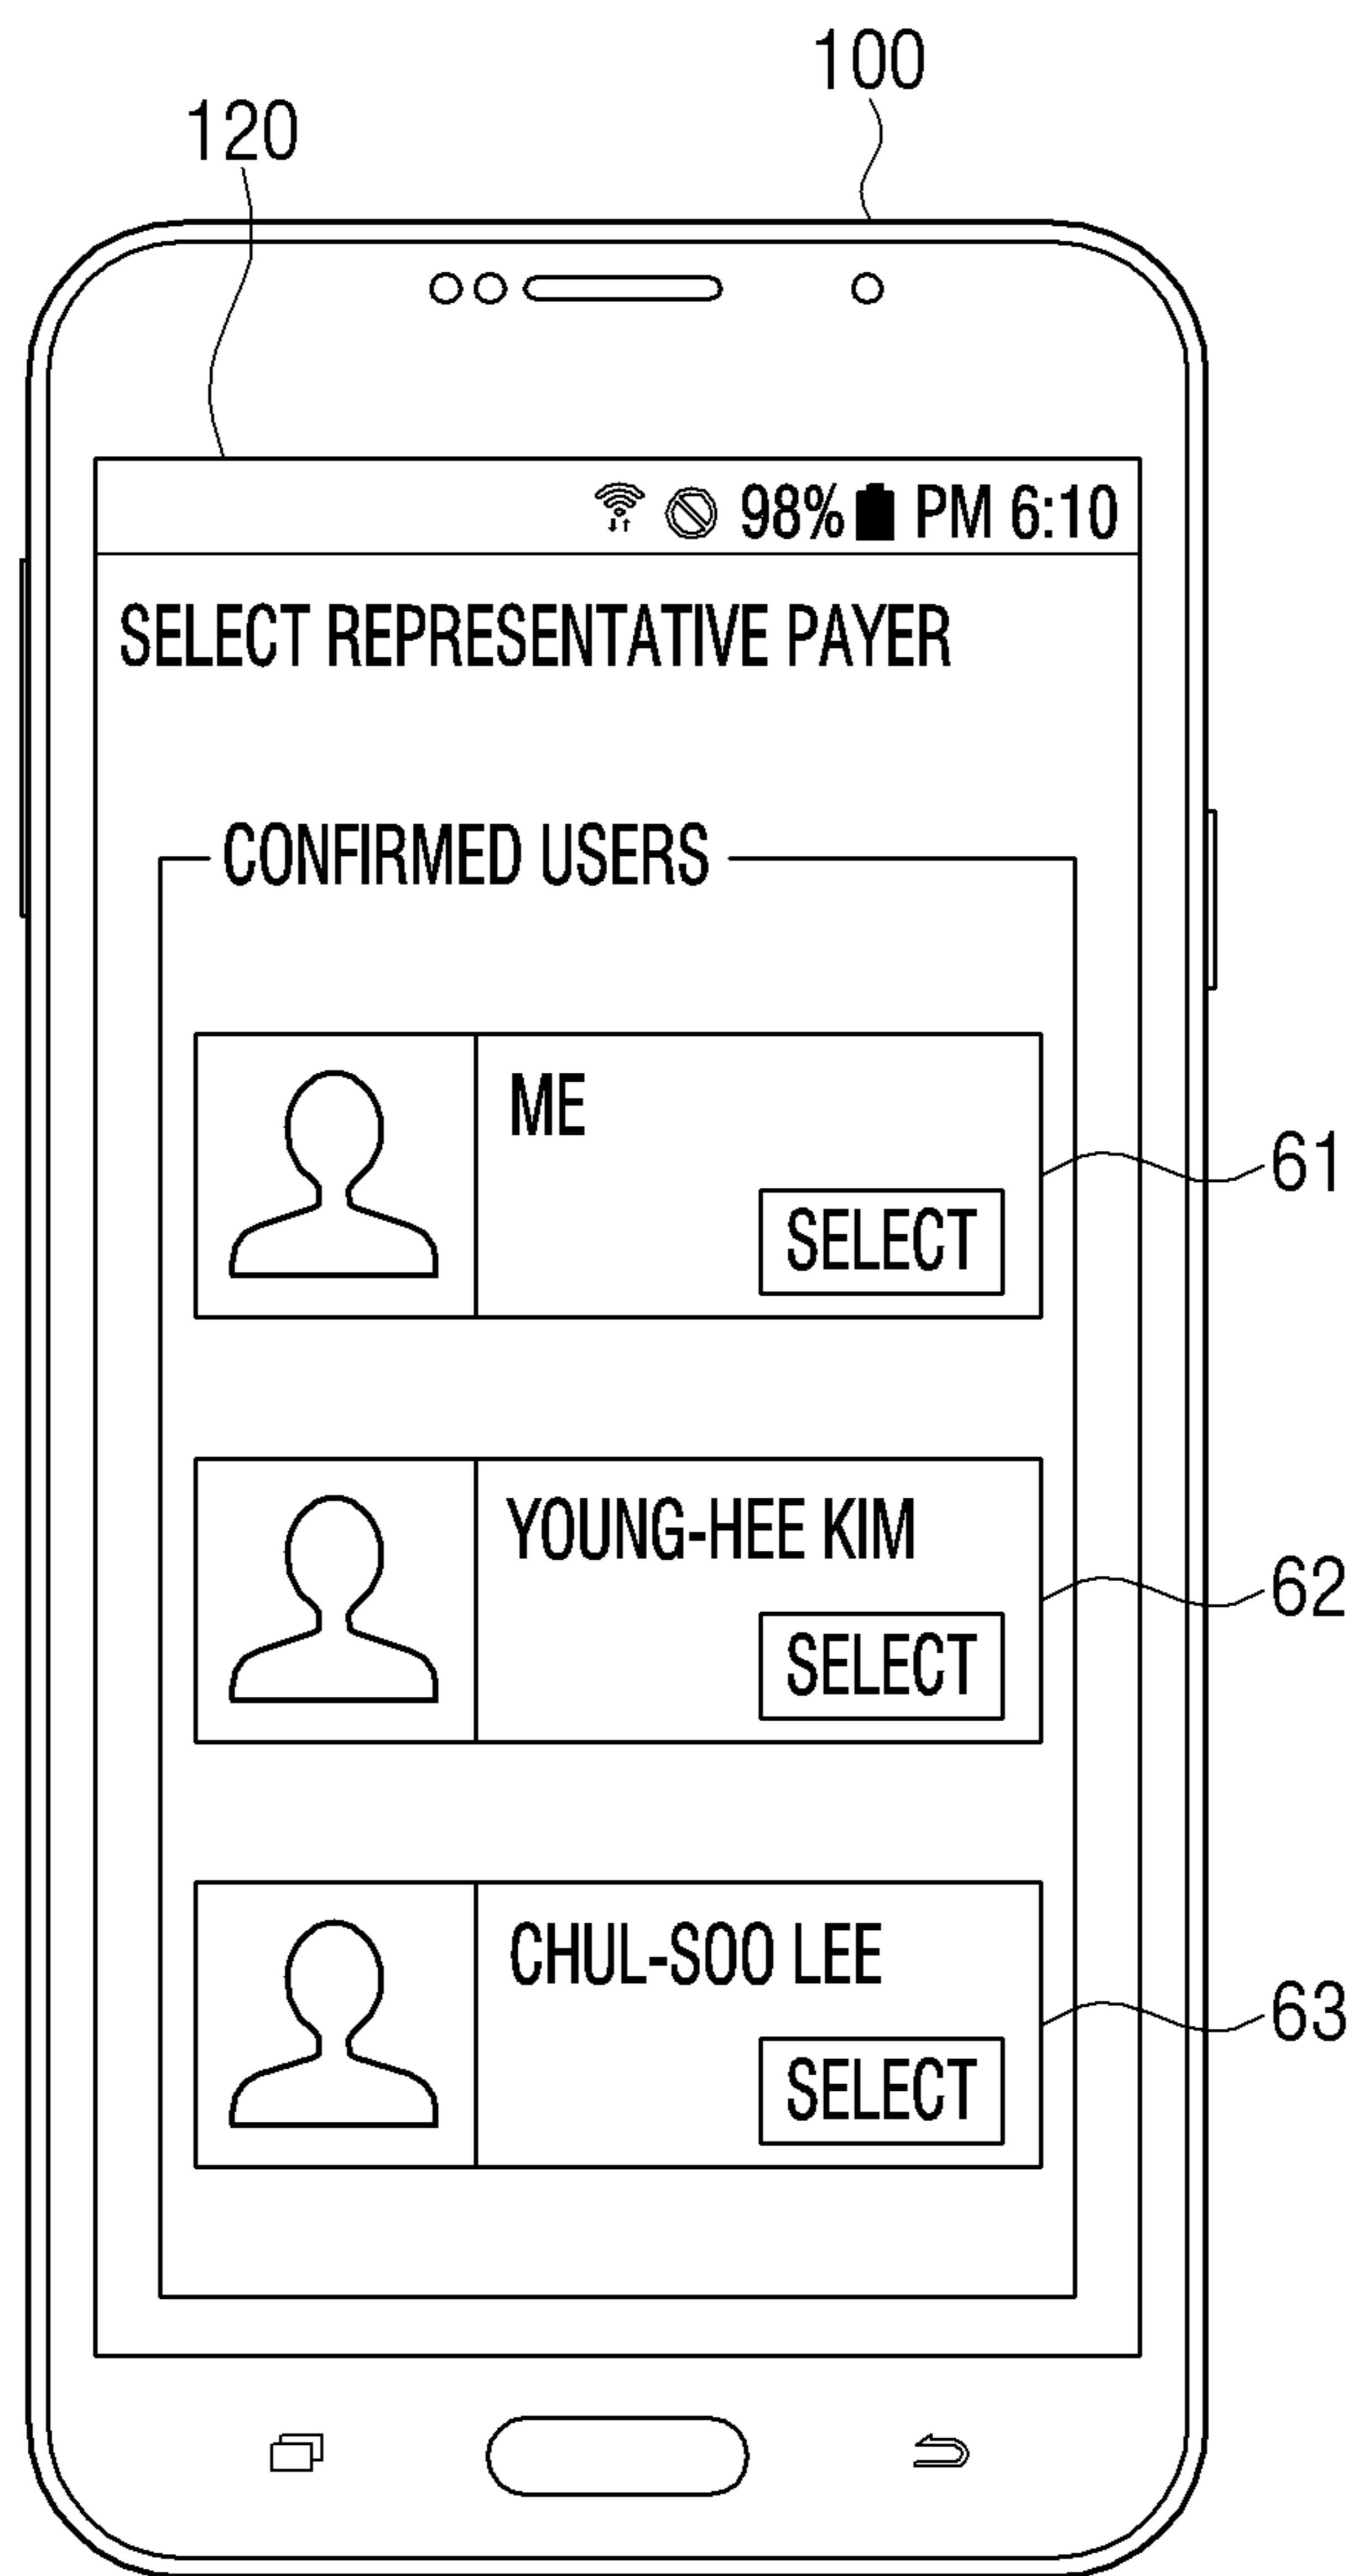 100
120
98% PM 6:10
SELECT REPRESENTATIVE PAYER
CONFIRMED USERS
ME
61
SELECT
YOUNG-HEE KIM
62
SELECT
CHUL-SOO LEE
63
SELECT